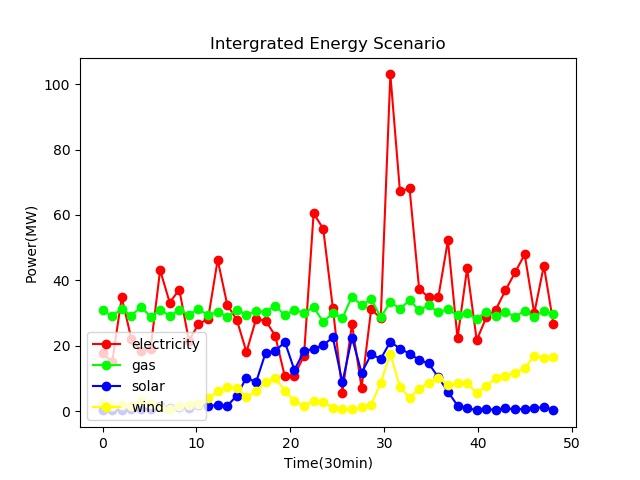 Intergrated Energy Scenario
Power(MW)
100
80
60
40
20
0
electricity
gas
solar
wind
0 10 20 30 40 50
Time(30min)